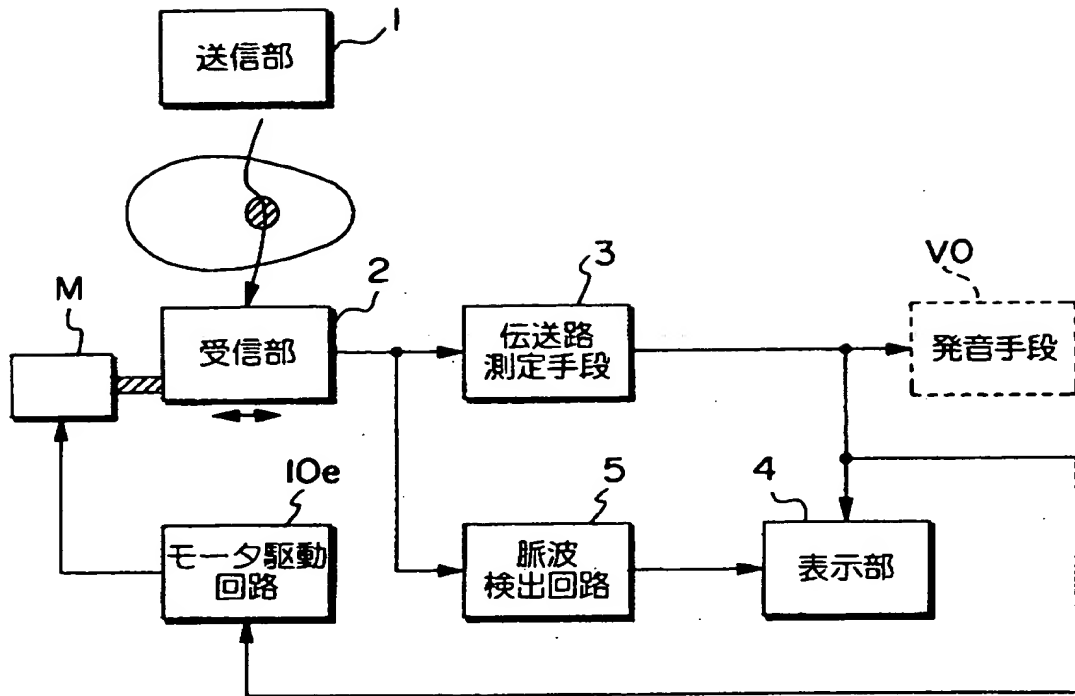 1
送信部
2
M
受信部
3
伝送路
測定手段
VO
発音手段
10e
モータ駆動
回路
5
脈波
検出回路
4
表示部